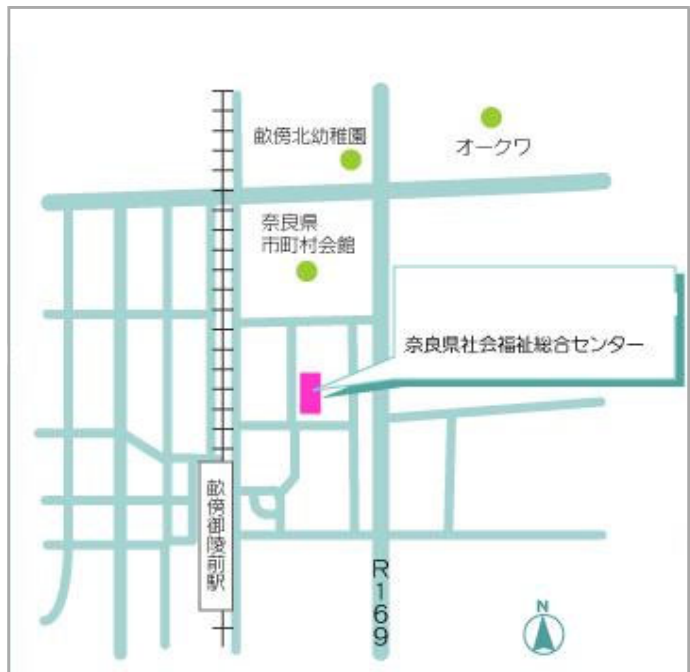 畝傍北幼稚園
オークワ
奈良県
市町村会館
奈良県社会福祉総合センター
畝傍御陵前駅
R169
N